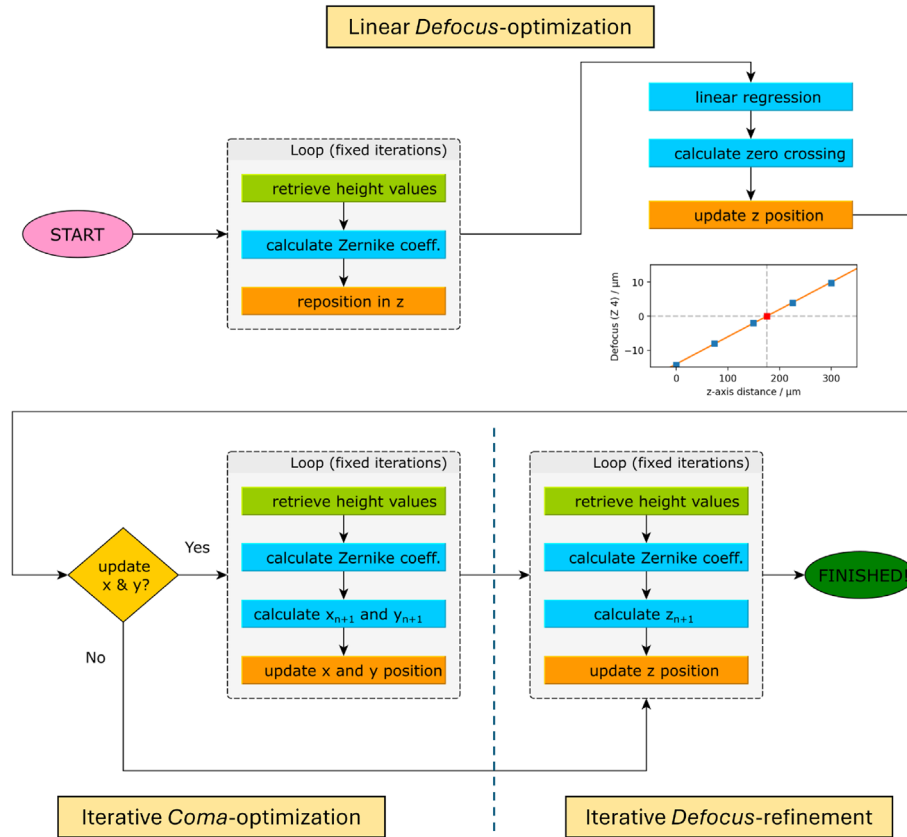 Linear Defocus-optimization
START
Loop (fixed iterations)
retrieve height values
calculate Zernike coeff.
reposition in z
linear regression
calculate zero crossing
update z position
Defocus (Z 4) / µm
10
0
−10
0
100
200
300
z-axis distance / µm
update
x & y?
Yes
No
Loop (fixed iterations)
retrieve height values
calculate Zernike coeff.
calculate xₙ₊₁ and yₙ₊₁
update x and y position
Loop (fixed iterations)
retrieve height values
calculate Zernike coeff.
calculate zₙ₊₁
update z position
FINISHED!
Iterative Coma-optimization
Iterative Defocus-refinement